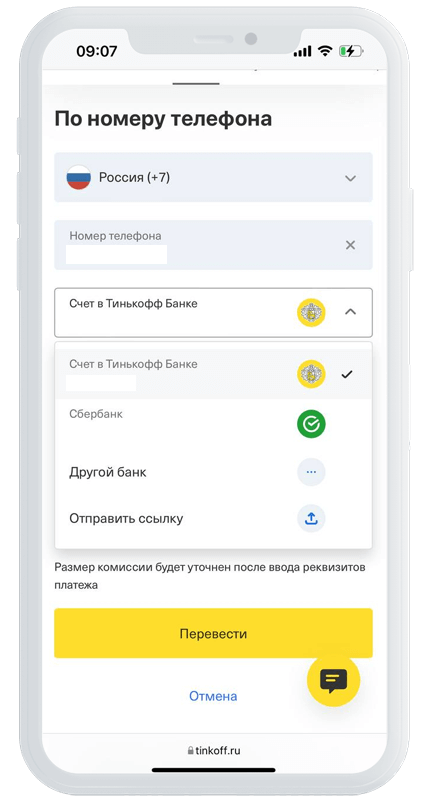 09:07
По номеру телефона
Россия (+7)
Номер телефона
Счет в Тинькофф Банке
Счет в Тинькофф Банке
Сбербанк
Другой банк
Отправить ссылку
Размер комиссии будет уточнен после ввода реквизитов
платежа
Перевести
Отмена
tinkoff.ru